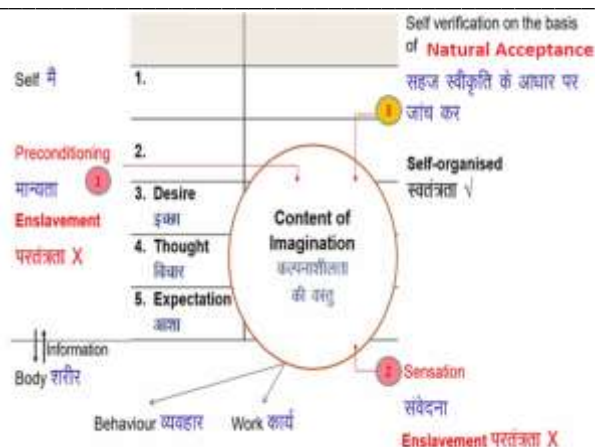 Self verification on the basis
of Natural Acceptance
सहज स्वीकृति के आधार पर
जांच कर
3
Self मै
1.
Preconditioning
1
मान्यता
Enslavement
परतंत्रता X
2.
3. Desire
इच्छा
4. Thought
विचार
5. Expectation
आशा
Content of
Imagination
कल्पनाशीलता
की वस्तु
Self-organised
स्वतंत्रता √
Information
Body शरीर
Behaviour व्यवहार
Work कार्य
2
Sensation
संवेदना
Enslavement परतंत्रता X